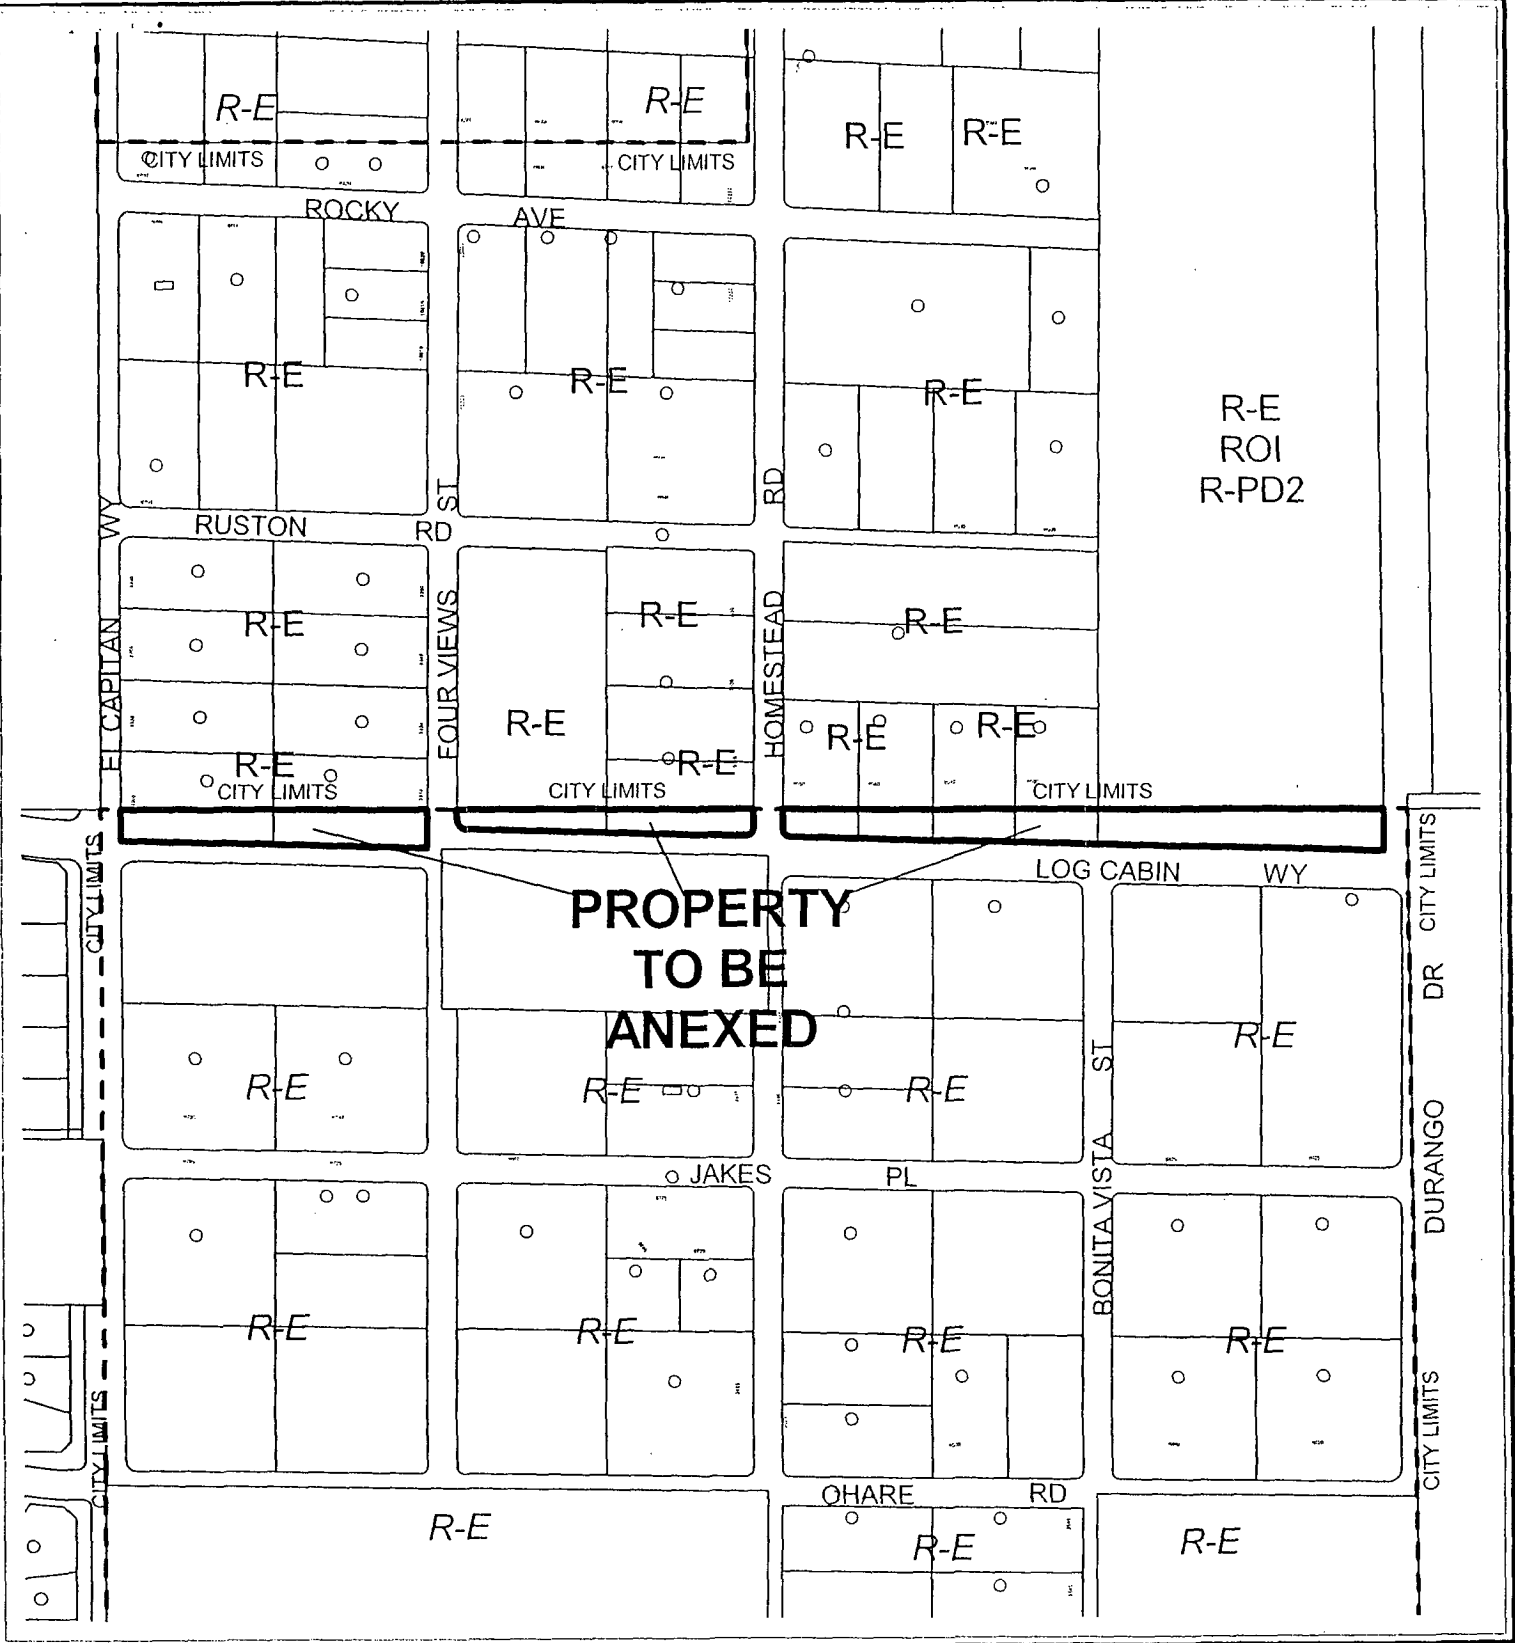 R-E
R-E
R-E
R-E
CITY LIMITS
CITY LIMITS
ROCKY AVE
R-E
R-E
R-E
R-E
ROI
R-PD2
RUSTON RD
EL CAPITAN WY
FOUR VIEWS ST
HOMESTEAD RD
R-E
R-E
R-E
R-E
R-E
R-E
R-E
R-E
CITY LIMITS
CITY LIMITS
CITY LIMITS
CITY LIMITS
CITY LIMITS
LOG CABIN WY
PROPERTY
TO BE
ANEXED
DURANGO DR
BONITA VISTA ST
R-E
R-E
R-E
R-E
JAKES PL
R-E
R-E
R-E
R-E
CITY LIMITS
CITY LIMITS
OHARE RD
R-E
R-E
R-E